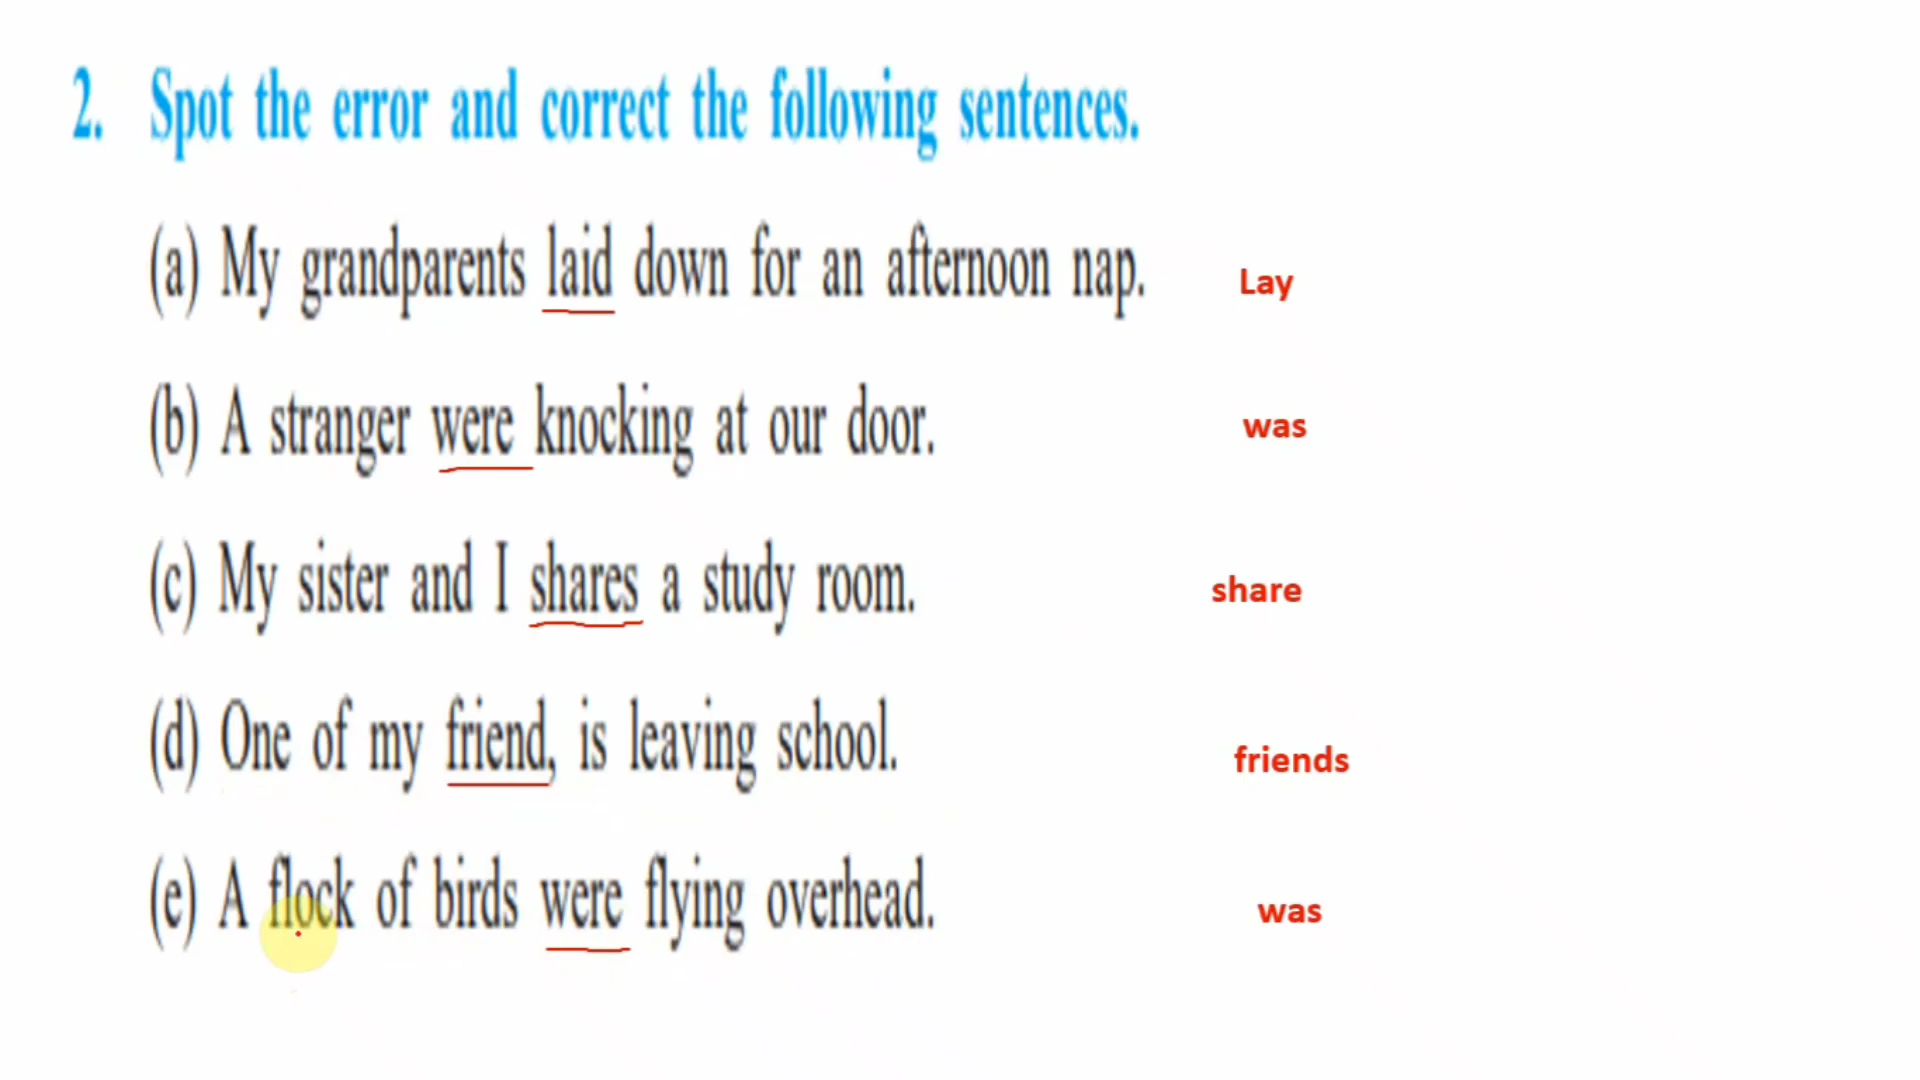 2. Spot the error and correct the following sentences.
(a) My grandparents laid down for an afternoon nap. Lay
(b) A stranger were knocking at our door. was
(c) My sister and I shares a study room. share
(d) One of my friend, is leaving school. friends
(e) A flock of birds were flying overhead. was